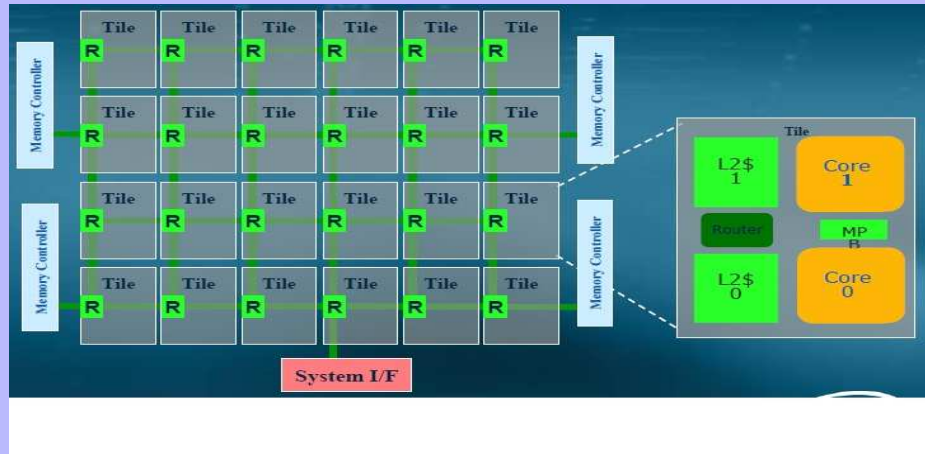 Tile Tile Tile Tile Tile Tile
R R R R R R
Memory Controller
Memory Controller
Tile Tile Tile Tile Tile Tile
R R R R R R
Tile Tile Tile Tile Tile Tile
R R R R R R
Memory Controller
Memory Controller
Tile Tile Tile Tile Tile Tile
R R R R R R
System I/F
Tile
L2$
1
Core
1
Router
MP
B
L2$
0
Core
0